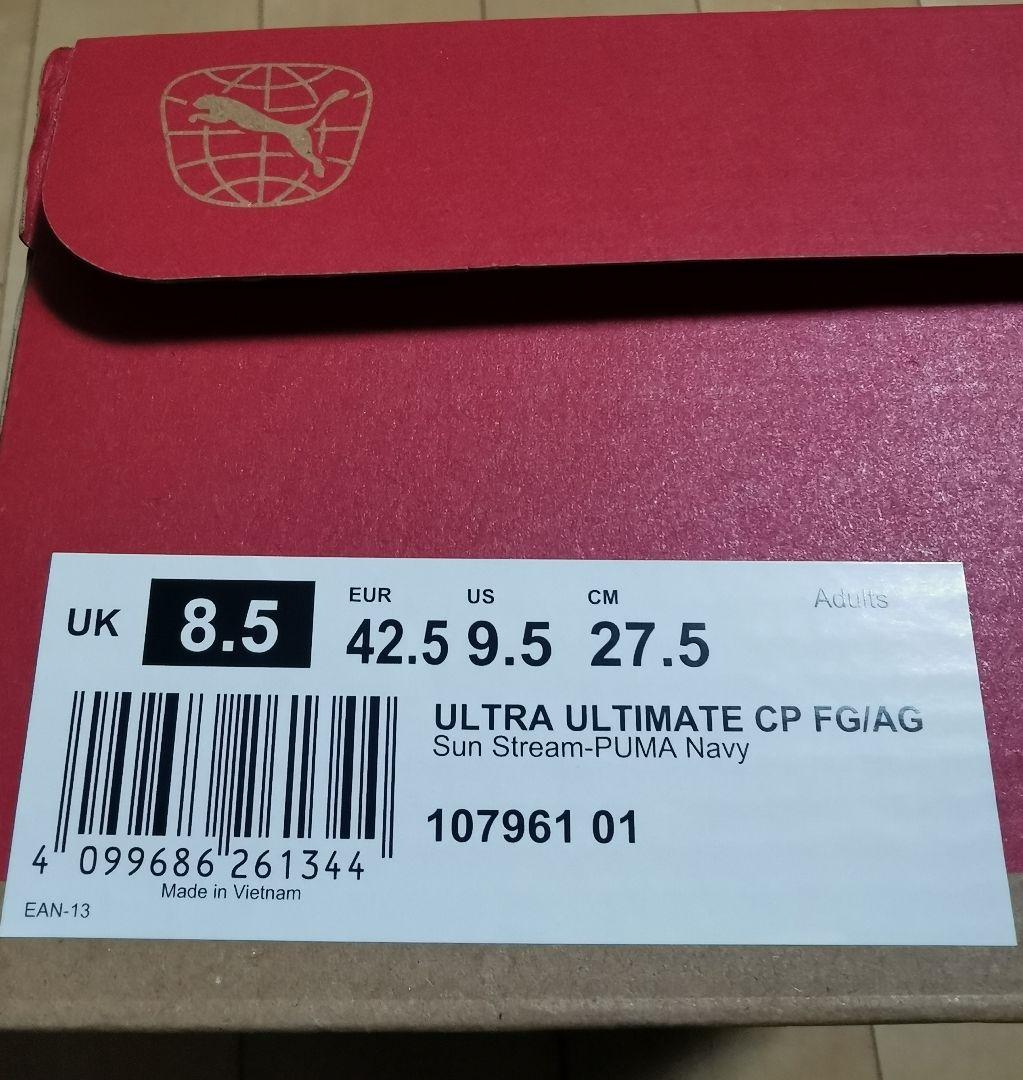 UK 8.5
EUR US CM
42.5 9.5 27.5
Adults
ULTRA ULTIMATE CP FG/AG
Sun Stream-PUMA Navy
107961 01
4 099686 261344
Made in Vietnam
EAN-13